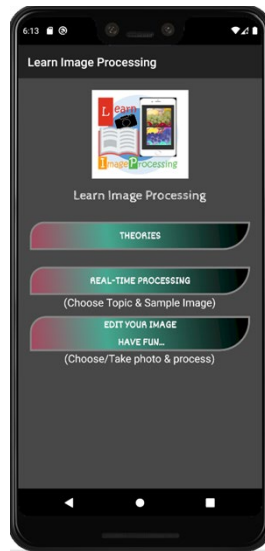 6:13
Learn Image Processing
Learn
Image Processing
Learn Image Processing
THEORIES
REAL-TIME PROCESSING
(Choose Topic & Sample Image)
EDIT YOUR IMAGE
HAVE FUN...
(Choose/Take photo & process)